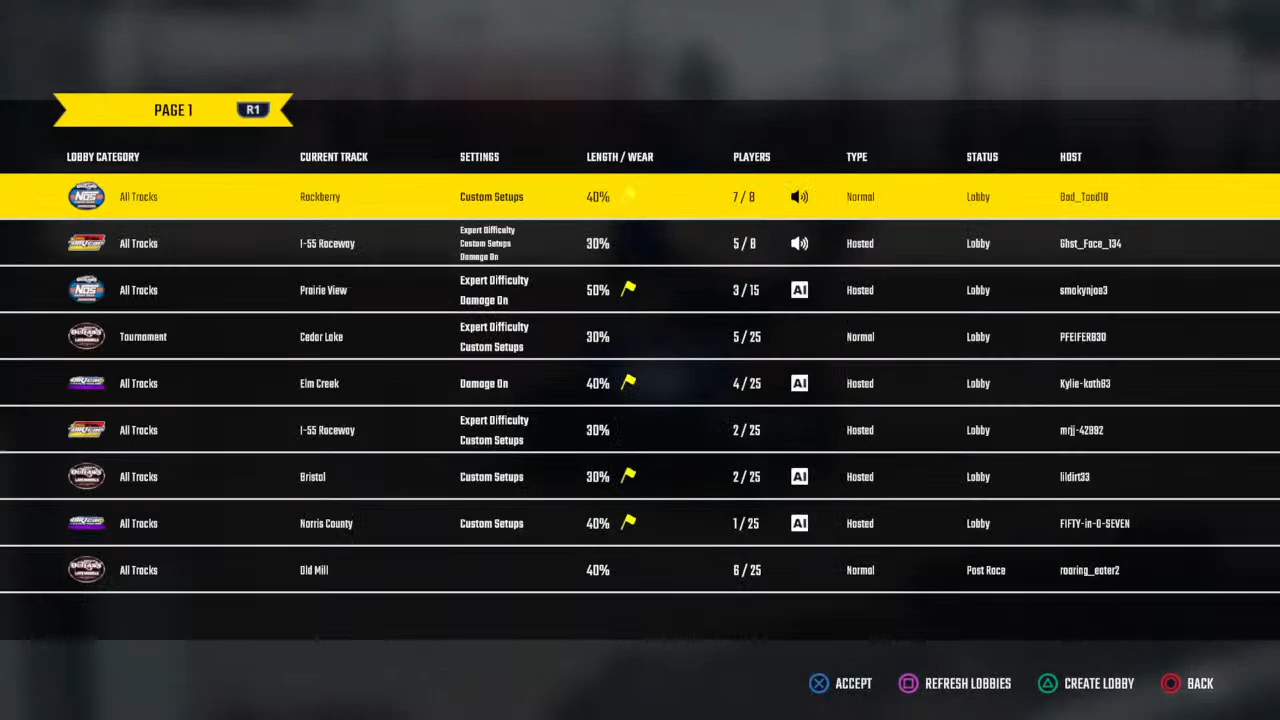 PAGE 1 R1
LOBBY CATEGORY CURRENT TRACK SETTINGS LENGTH / WEAR PLAYERS TYPE STATUS HOST
NOS All Tracks Rockberry Custom Setups 40% 7 / 8 Normal Lobby Bad_Toad18
All Tracks I-55 Raceway Expert Difficulty 30% 5 / 8 Hosted Lobby Ghst_Face_134
Custom Setups
Damage On
NOS All Tracks Prairie View Expert Difficulty 50% 3 / 15 AI Hosted Lobby smokynjoe3
Damage On
OUTLAWS Tournament Cedar Lake Expert Difficulty 30% 5 / 25 Normal Lobby PFEIFER830
Custom Setups
All Tracks Elm Creek Damage On 40% 4 / 25 AI Hosted Lobby Kylie-kath83
All Tracks I-55 Raceway Expert Difficulty 30% 2 / 25 Hosted Lobby mrjj-42892
Custom Setups
OUTLAWS All Tracks Bristol Custom Setups 30% 2 / 25 AI Hosted Lobby lildirt33
All Tracks Norris County Custom Setups 40% 1 / 25 AI Hosted Lobby FIFTY-in-O-SEVEN
OUTLAWS All Tracks Old Mill 40% 6 / 25 Normal Post Race roaring_eater2
ACCEPT REFRESH LOBBIES CREATE LOBBY BACK